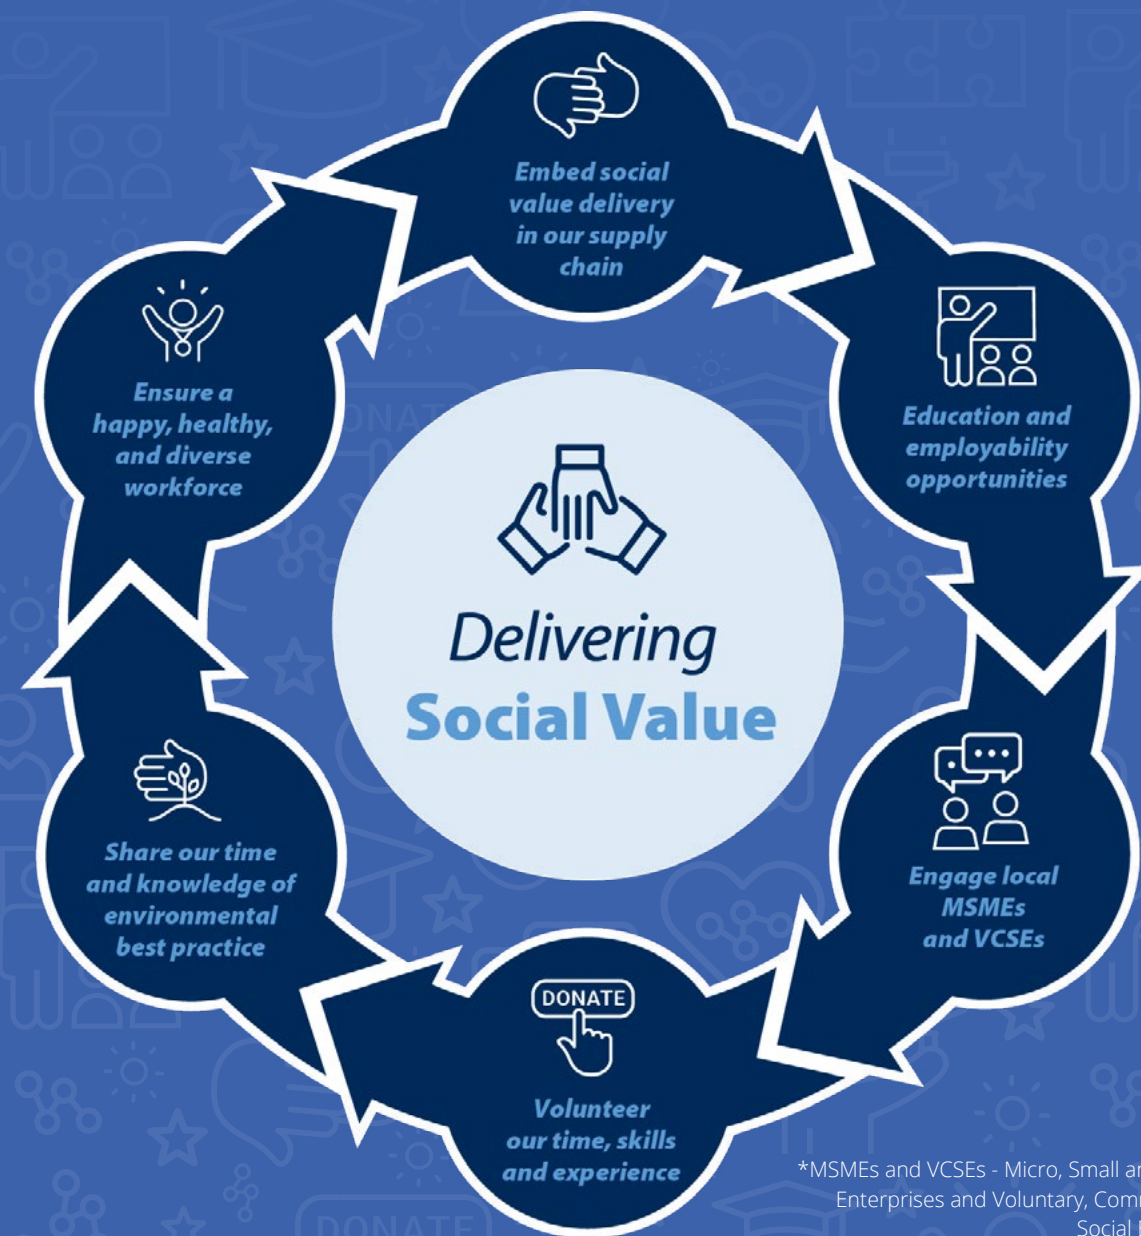 Embed social
value delivery
in our supply
chain
Education and
employability
opportunities
Engage local
MSMEs
and VCSEs
DONATE
Volunteer
our time, skills
and experience
Share our time
and knowledge of
environmental
best practice
Ensure a
happy, healthy,
and diverse
workforce
Delivering
Social Value
*MSMEs and VCSEs - Micro, Small
Enterprises and Voluntary,
Social
DONATE